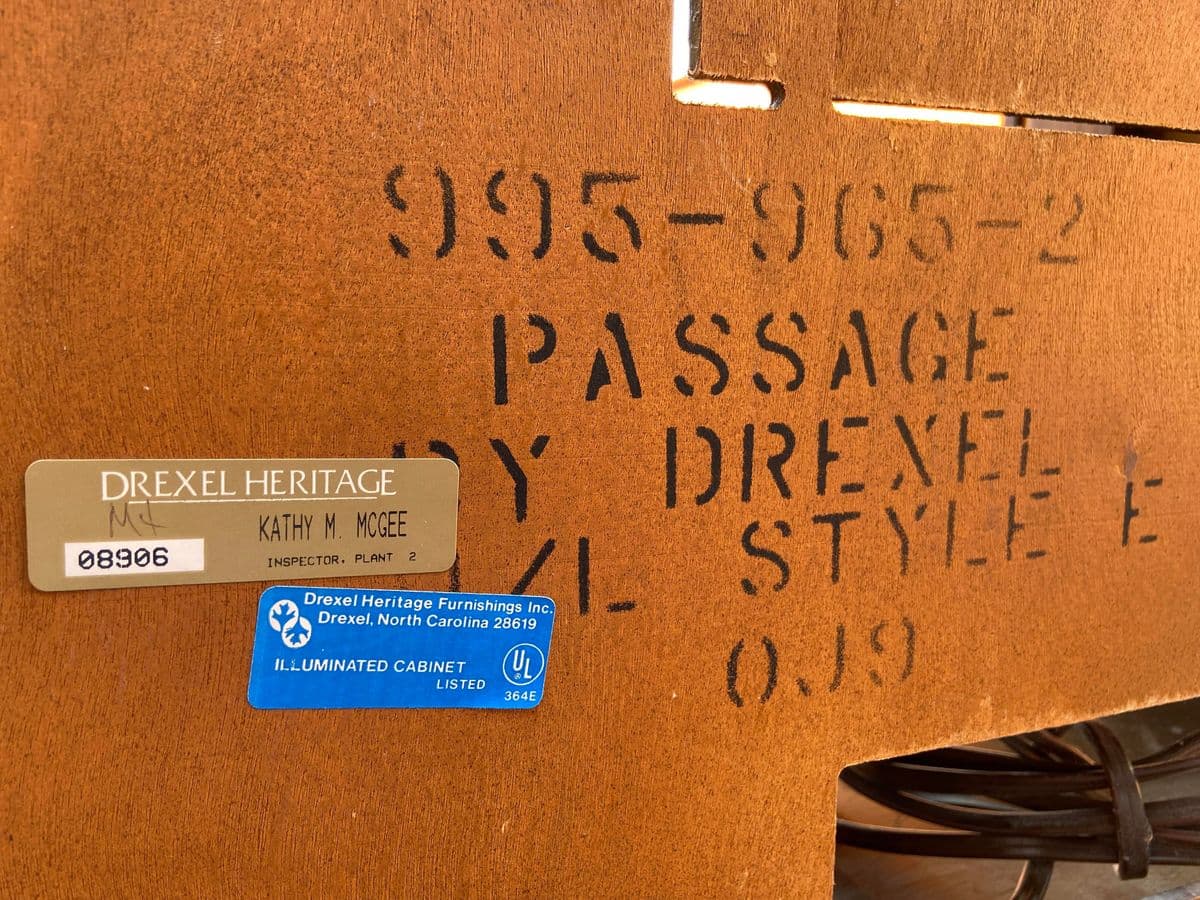 995-965-2
PASSAGE
BY DREXEL
/L STYLE E
0J9
DREXEL HERITAGE
KATHY M. MCGEE
08906
INSPECTOR, PLANT 2
Drexel Heritage Furnishings Inc.
Drexel, North Carolina 28619
ILLUMINATED CABINET
UL
®
LISTED
364E